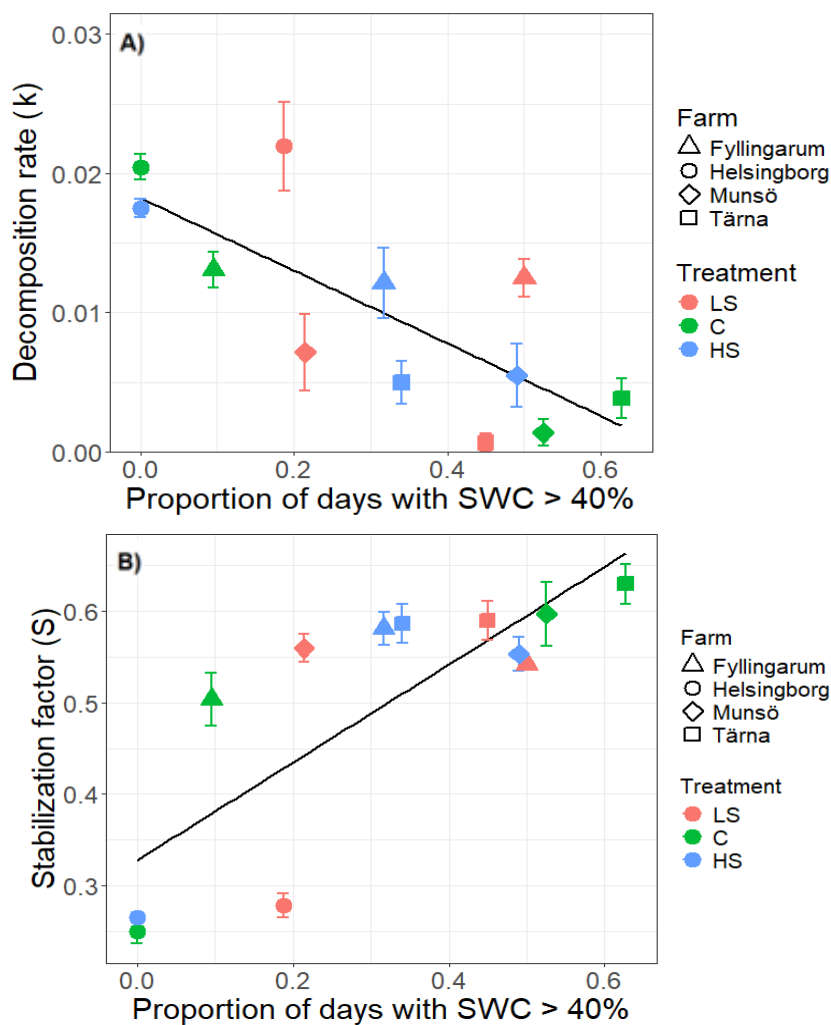 A)
0.03
0.02
0.01
0.00
Decomposition rate (k)
0.0 0.2 0.4 0.6
Proportion of days with SWC > 40%
Farm
Fyllingarum
Helsingborg
Munsö
Tärna
Treatment
LS
C
HS
B)
0.6
0.5
0.4
0.3
Stabilization factor (S)
0.0 0.2 0.4 0.6
Proportion of days with SWC > 40%
Farm
Fyllingarum
Helsingborg
Munsö
Tärna
Treatment
LS
C
HS